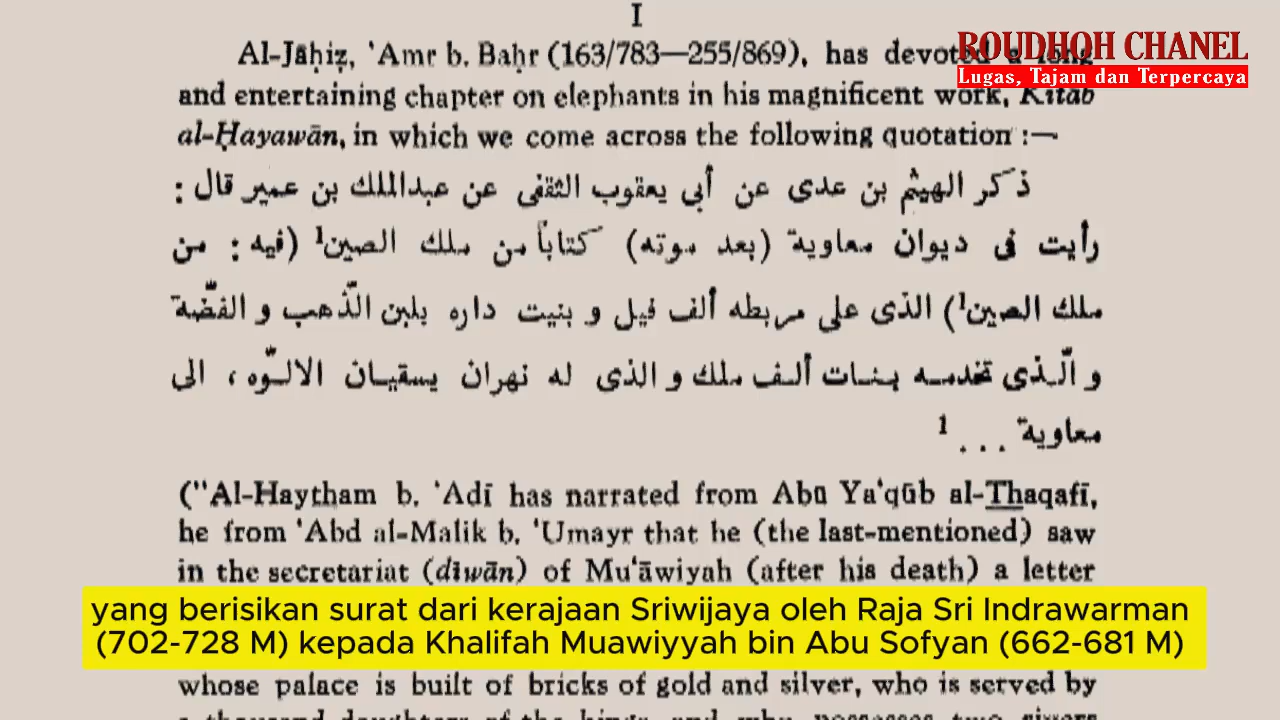 I
Al-Jāḥiẓ, ‘Amr b. Baḥr (163/783—255/869), has devoted a long
ROUDHOH CHANEL
Lugas, Tajam dan Terpercaya
and entertaining chapter on elephants in his magnificent work, Kitāb
al-Ḥayawān, in which we come across the following quotation :—
ذكر الهيثم بن عدى عن أبي يعقوب الثقفى عن عبدالملك بن عمير قال :
رأيت فى ديوان معاوية (بعد موته) كتاباً من ملك الصين¹ (فيه : من
ملك الصين¹) الذى على مربطه ألف فيل و بنيت داره بلبن الذّهب و الفضّة
و الّذى تخدمه بنات ألف ملك و الذى له نهران يسقيان الالوّه ، الى
معاوية . . . ¹
("Al-Haytham b. ‘Adī has narrated from Abū Ya‘qūb al-Thaqafī,
he from ‘Abd al-Malik b. ‘Umayr that he (the last-mentioned) saw
in the secretariat (dīwān) of Mu‘āwiyah (after his death) a letter
yang berisikan surat dari kerajaan Sriwijaya oleh Raja Sri Indrawarman
(702-728 M) kepada Khalifah Muawiyyah bin Abu Sofyan (662-681 M)
whose palace is built of bricks of gold and silver, who is served by